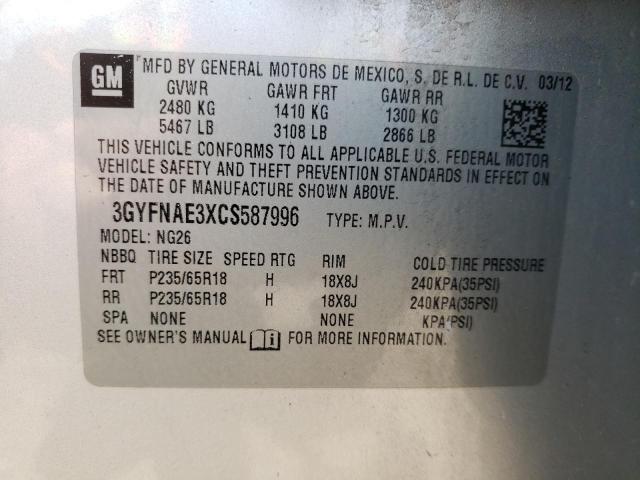 GM
MFD BY GENERAL MOTORS DE MEXICO, S. DE R.L. DE C.V. 03/12
GVWR GAWR FRT GAWR RR
2480 KG 1410 KG 1300 KG
5467 LB 3108 LB 2866 LB
THIS VEHICLE CONFORMS TO ALL APPLICABLE U.S. FEDERAL MOTOR
VEHICLE SAFETY AND THEFT PREVENTION STANDARDS IN EFFECT ON
THE DATE OF MANUFACTURE SHOWN ABOVE.
3GYFNAE3XCS587996 TYPE: M.P.V.
MODEL: NG26
NBBQ TIRE SIZE SPEED RTG RIM COLD TIRE PRESSURE
FRT P235/65R18 H 18X8J 240KPA(35PSI)
RR P235/65R18 H 18X8J 240KPA(35PSI)
SPA NONE NONE KPA(PSI)
SEE OWNER'S MANUAL FOR MORE INFORMATION.